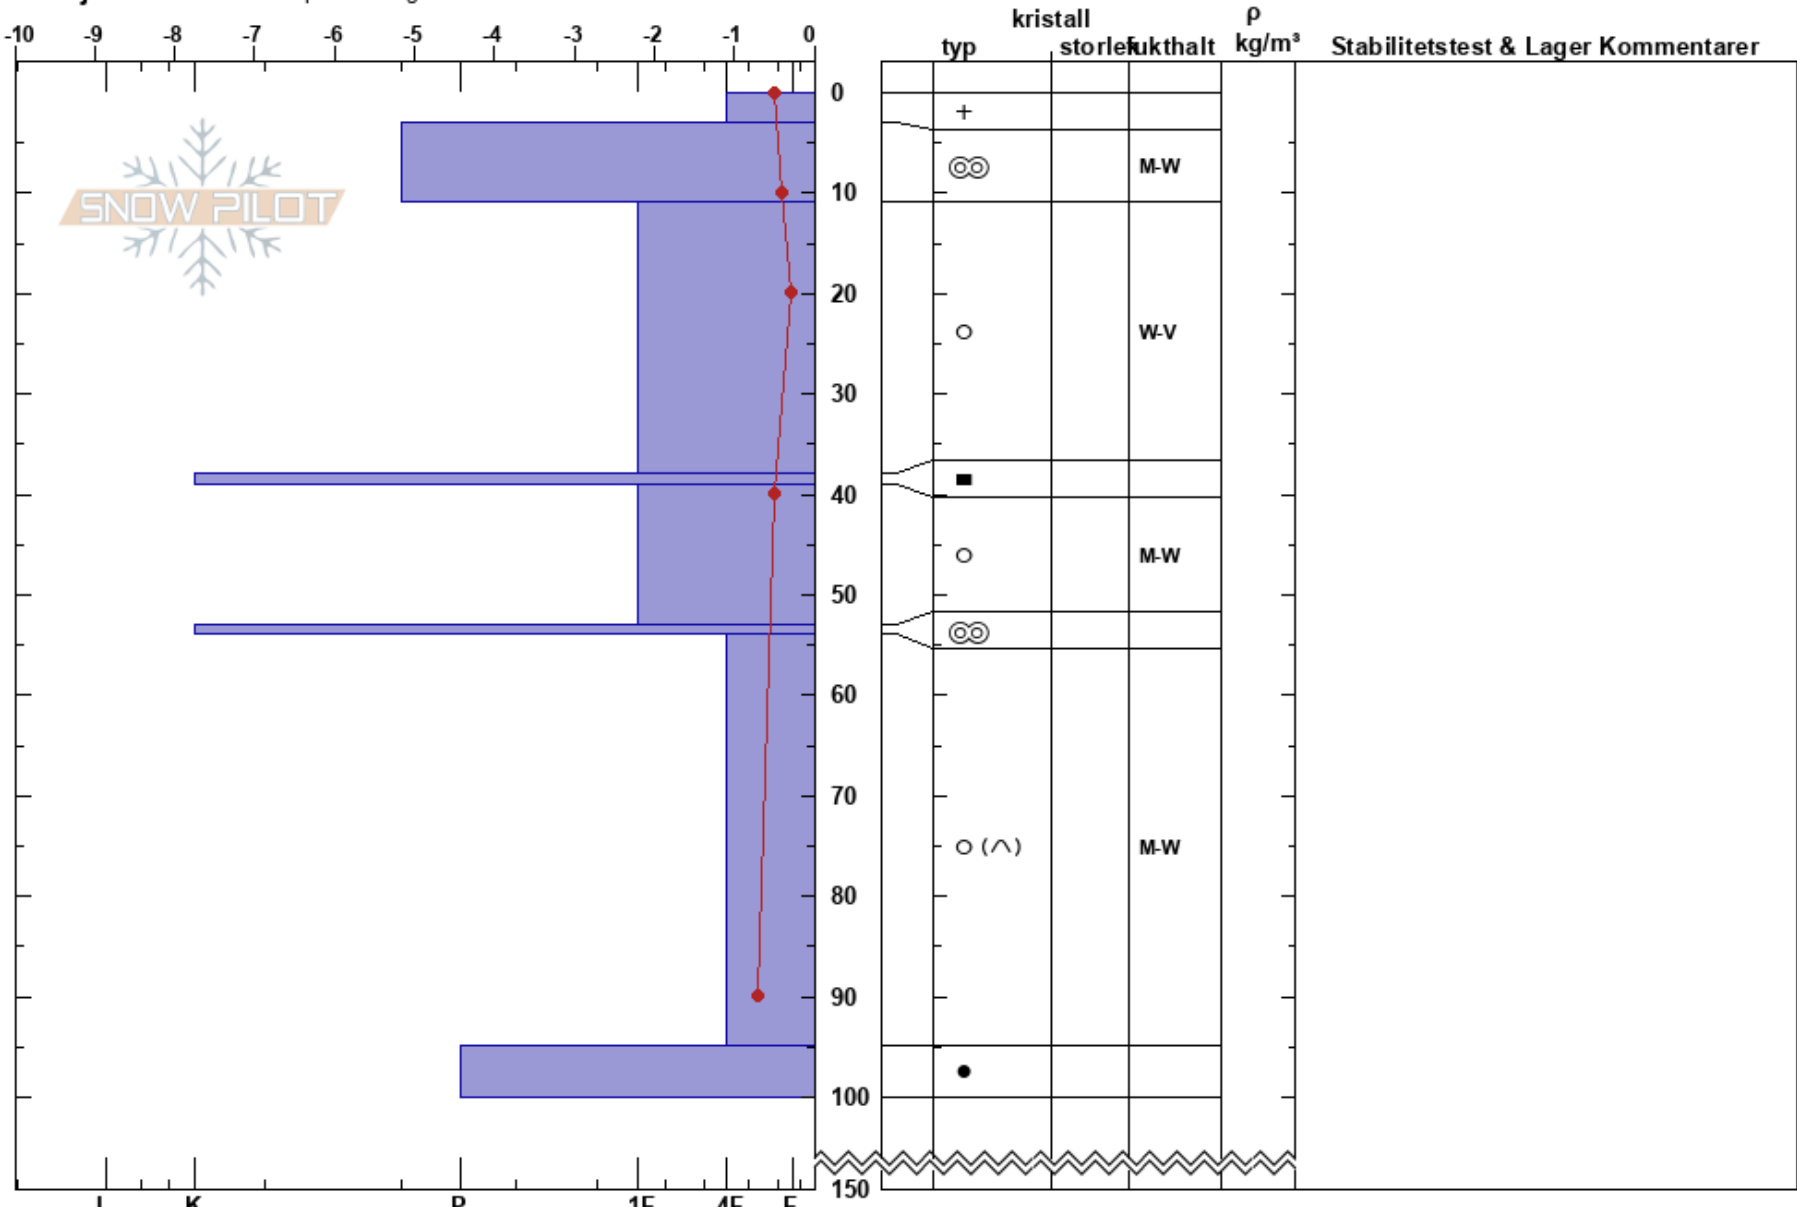 kristall ρ
-10 -9 -8 -7 -6 -5 -4 -3 -2 -1 0 typ fukthalt kg/m³ Stabilitetstest & Lager Kommentarer
0
+
M-W
SNOW PILOT 10
20
W-V
30
40
M-W
50
60
70
M-W
80
90
100
150
K P 1F 4F F